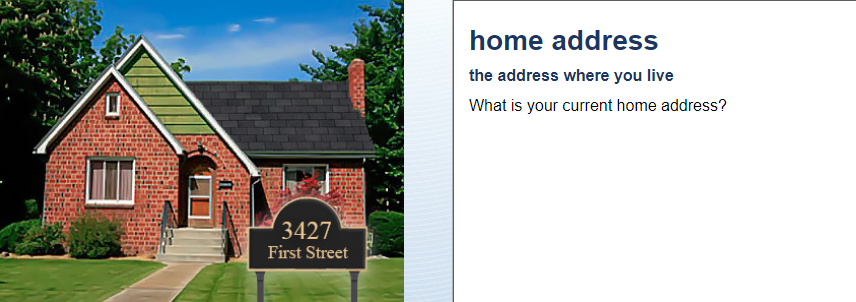 3427
First Street
home address
the address where you live
What is your current home address?